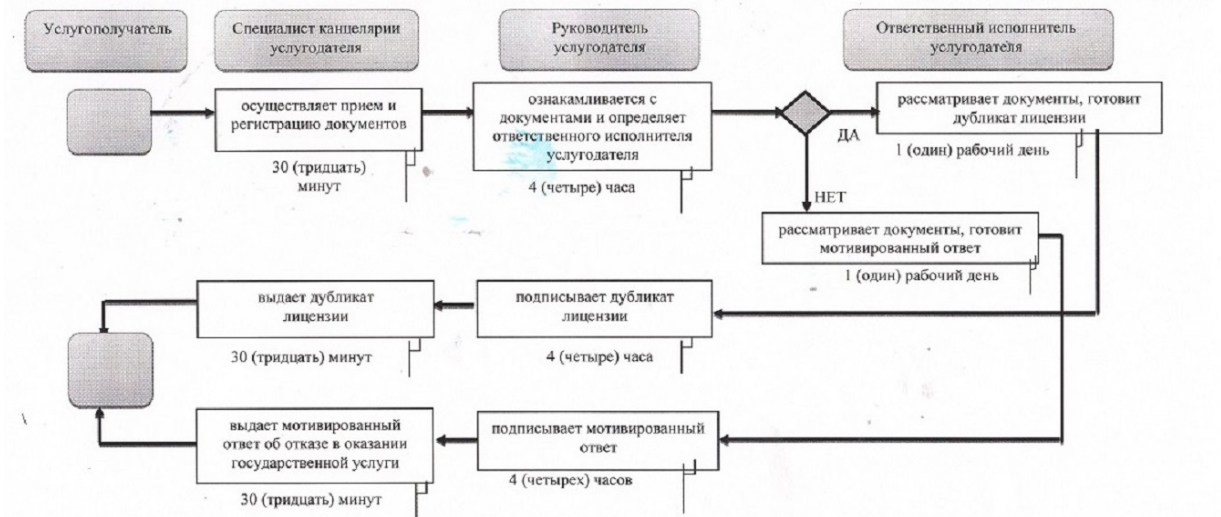 Услугополучатель
Специалист канцелярии
услугодателя
Руководитель
услугодателя
Ответственный исполнитель
услугодателя
осуществляет прием и
регистрацию документов
30 (тридцать)
минут
ознакамливается с
документами и определяет
ответственного исполнителя
услугодателя
4 (четыре) часа
ДА
рассматривает документы, готовит
дубликат лицензии
1 (один) рабочий день
НЕТ
рассматривает документы, готовит
мотивированный ответ
1 (один) рабочий день
выдает дубликат
лицензии
30 (тридцать) минут
подписывает дубликат
лицензии
4 (четыре) часа
выдает мотивированный
ответ об отказе в оказании
государственной услуги
30 (тридцать) минут
подписывает мотивированный
ответ
4 (четырех) часов